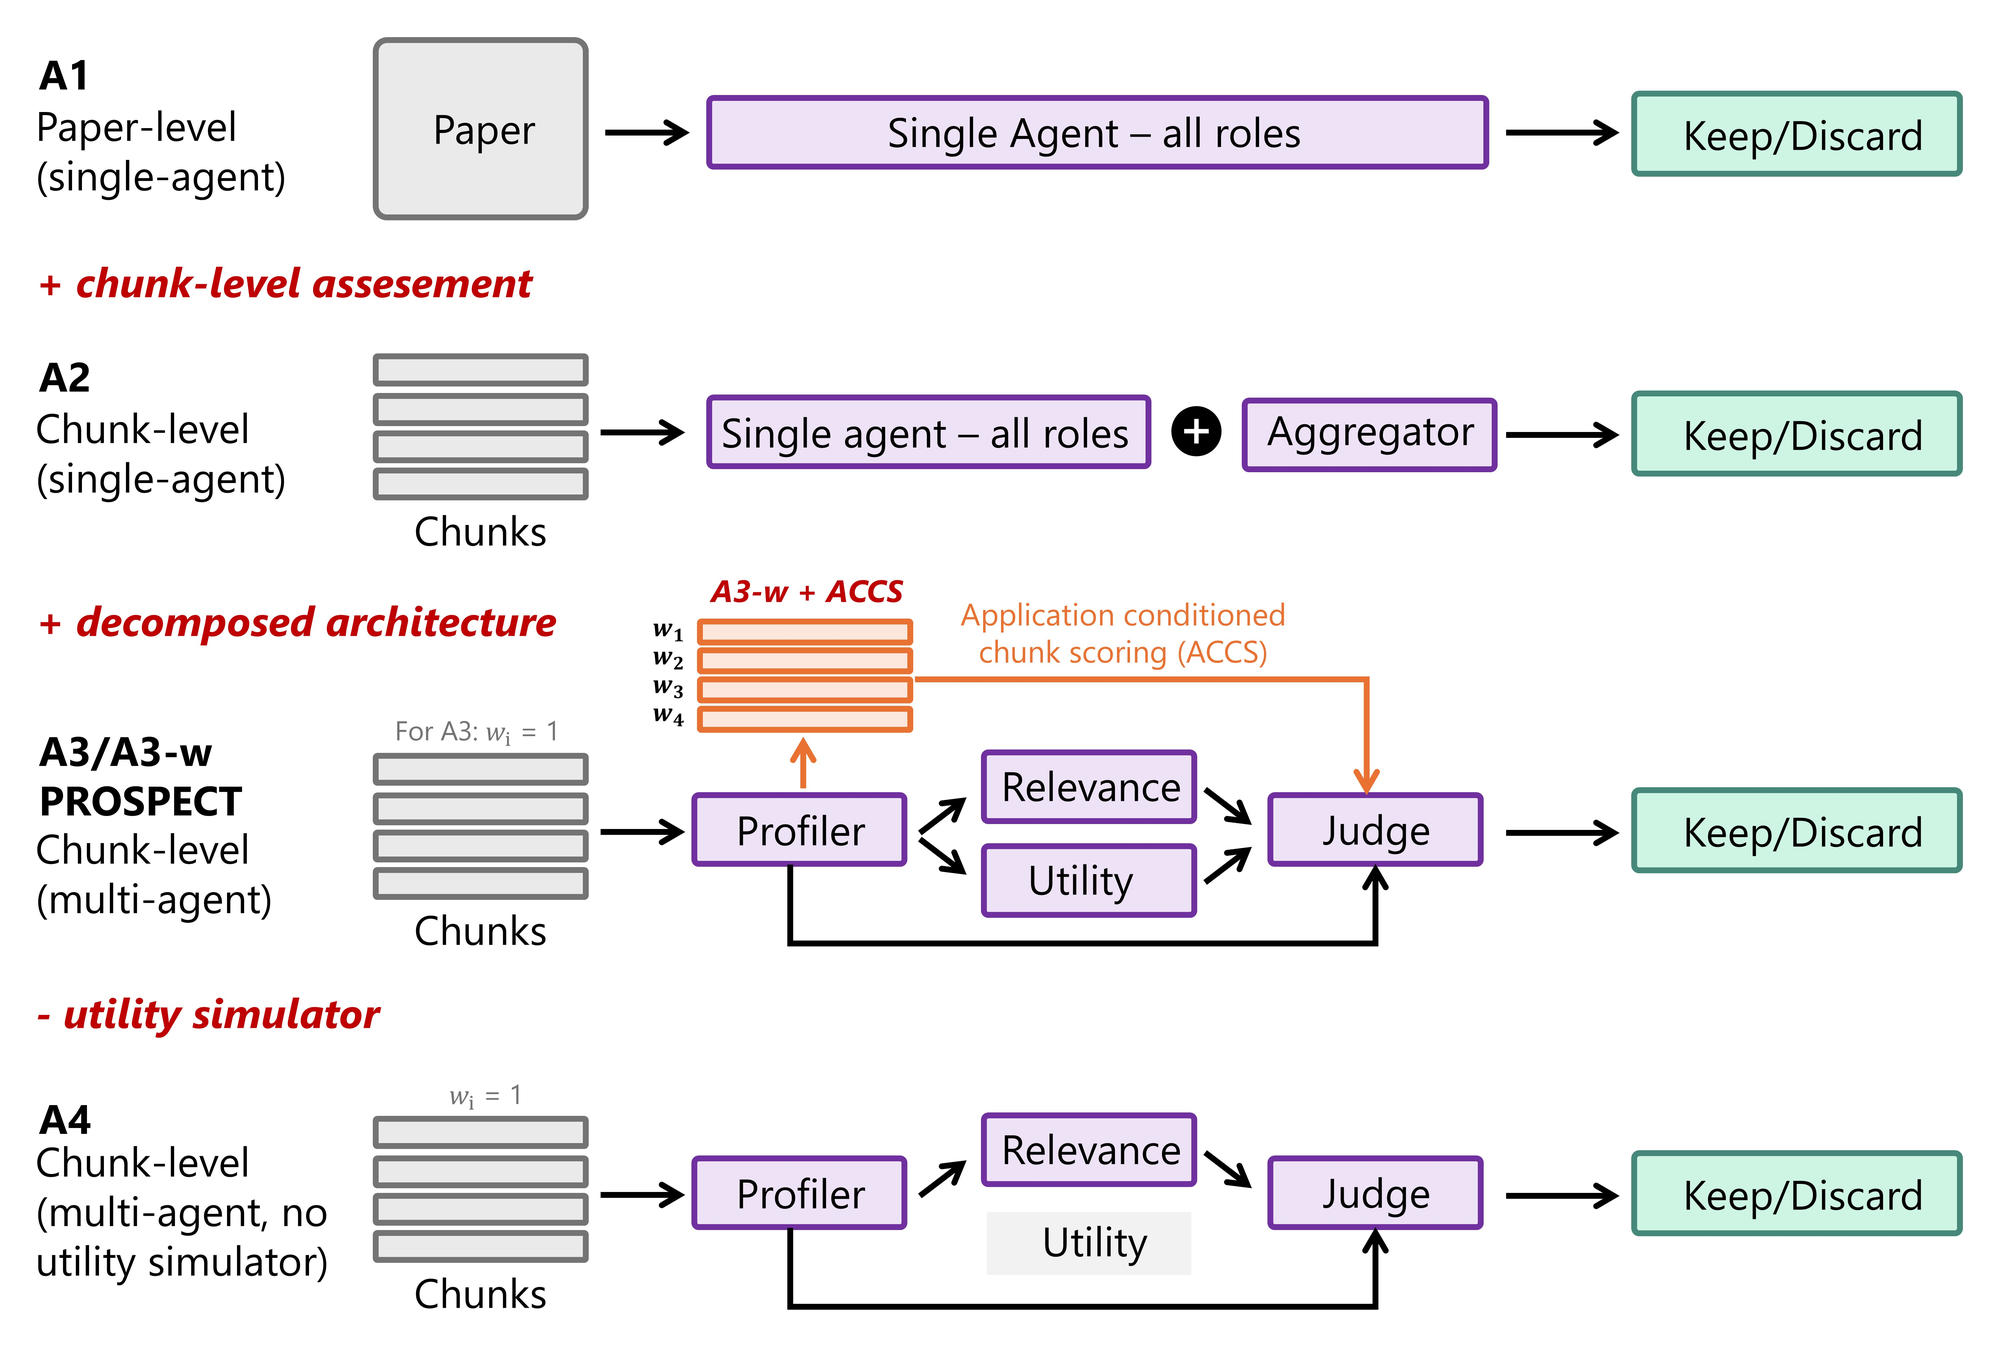 A1
Paper-level
(single-agent)
Paper
Single Agent – all roles
Keep/Discard
+ chunk-level assesement
A2
Chunk-level
(single-agent)
Chunks
Single agent – all roles
+
Aggregator
Keep/Discard
+ decomposed architecture
A3-w + ACCS
w₁
w₂
w₃
w₄
Application conditioned
chunk scoring (ACCS)
A3/A3-w
PROSPECT
Chunk-level
(multi-agent)
For A3: wᵢ = 1
Chunks
Profiler
Relevance
Utility
Judge
Keep/Discard
- utility simulator
A4
Chunk-level
(multi-agent, no
utility simulator)
wᵢ = 1
Chunks
Profiler
Relevance
Utility
Judge
Keep/Discard